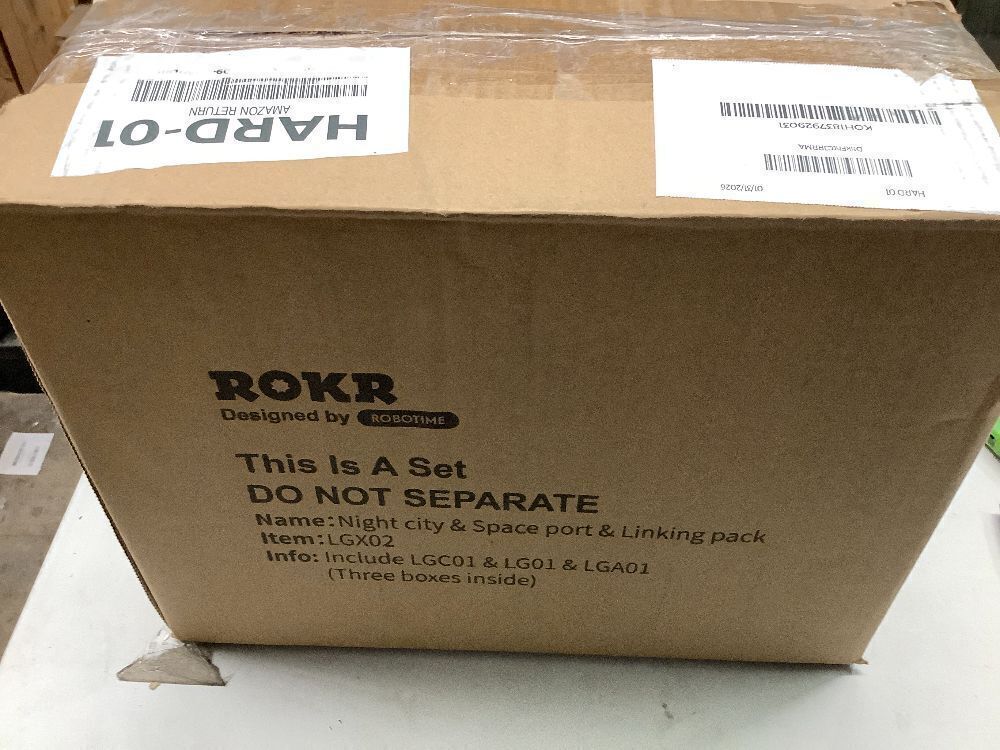 HARD-01
AMAZON RETURN
HARD 01
01/31/2026
KOH1837929031
ROKR
Designed by ROBOTIME
This Is A Set
DO NOT SEPARATE
Name: Night city & Space port & Linking pack
Item: LGX02
Info: Include LGC01 & LG01 & LGA01
(Three boxes inside)